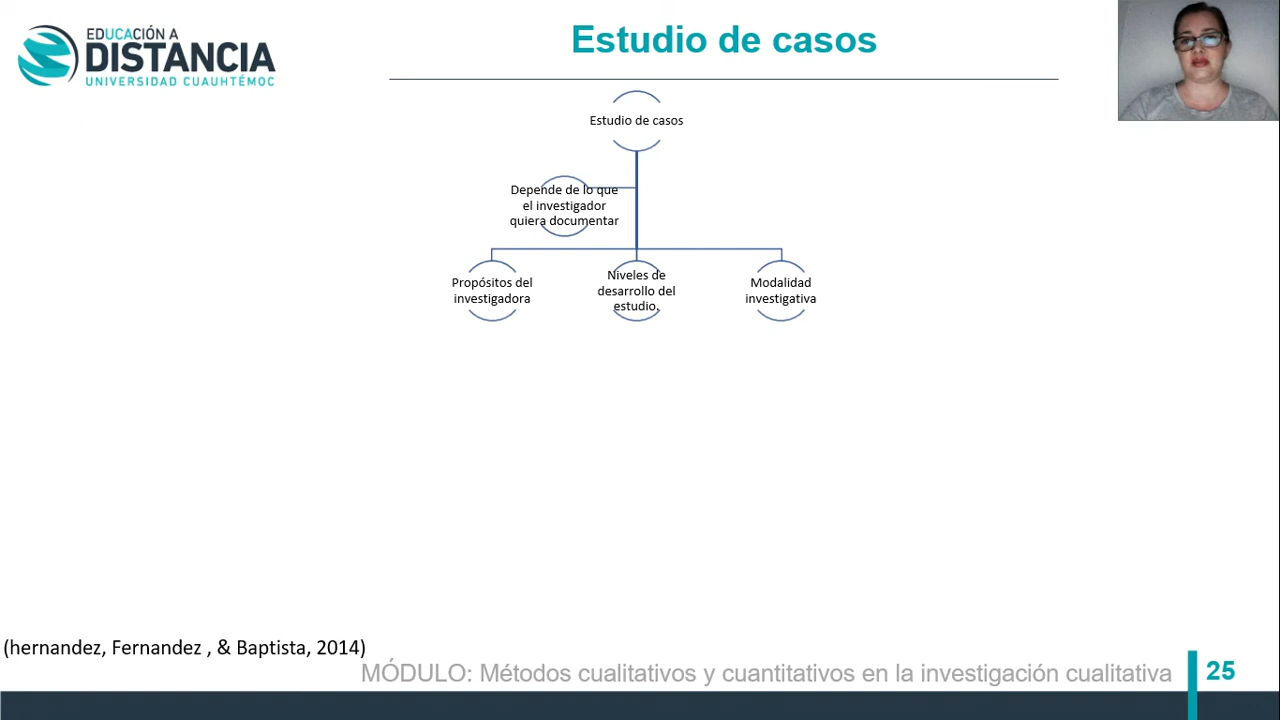 EDUCACIÓN A
DISTANCIA
UNIVERSIDAD CUAUHTÉMOC
Estudio de casos
Estudio de casos
Depende de lo que
el investigador
quiera documentar
Propósitos del
investigadora
Niveles de
desarrollo del
estudio.
Modalidad
investigativa
(hernandez, Fernandez , & Baptista, 2014)
MÓDULO: Métodos cualitativos y cuantitativos en la investigación cualitativa
25